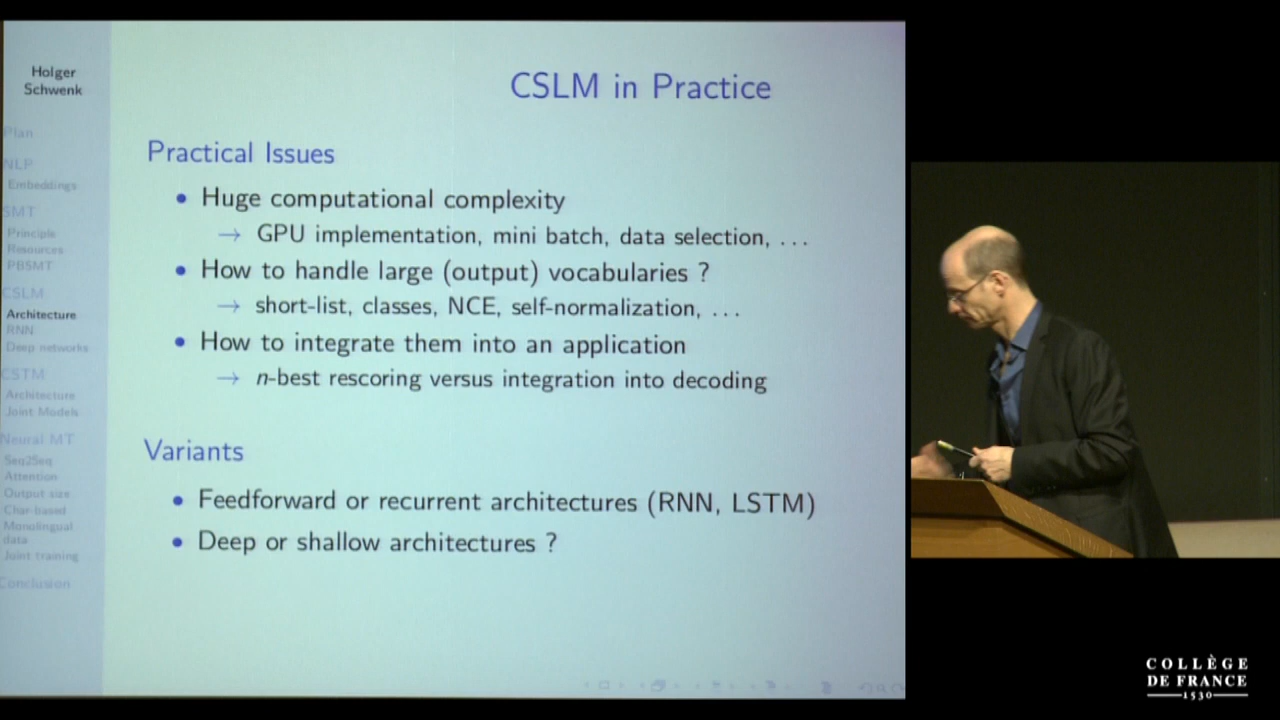 Holger
Schwenk
Plan
NLP
Embeddings
SMT
Principle
Resources
PBSMT
CSLM
Architecture
RNN
Deep networks
CSTM
Architecture
Joint Models
Neural MT
Seq2Seq
Attention
Output size
Char-based
Monolingual
data
Joint training
Conclusion
CSLM in Practice
Practical Issues
• Huge computational complexity
→ GPU implementation, mini batch, data selection, ...
• How to handle large (output) vocabularies ?
→ short-list, classes, NCE, self-normalization, ...
• How to integrate them into an application
→ n-best rescoring versus integration into decoding
Variants
• Feedforward or recurrent architectures (RNN, LSTM)
• Deep or shallow architectures ?
COLLÈGE
DE FRANCE
1530